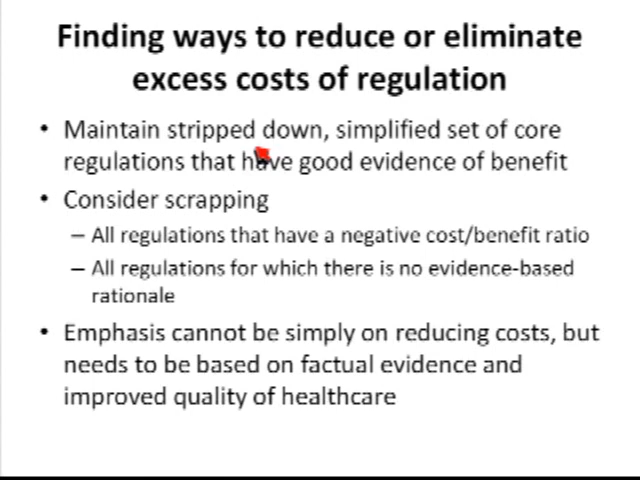 Finding ways to reduce or eliminate
excess costs of regulation
• Maintain stripped down, simplified set of core
regulations that have good evidence of benefit
• Consider scrapping
– All regulations that have a negative cost/benefit ratio
– All regulations for which there is no evidence-based
rationale
• Emphasis cannot be simply on reducing costs, but
needs to be based on factual evidence and
improved quality of healthcare